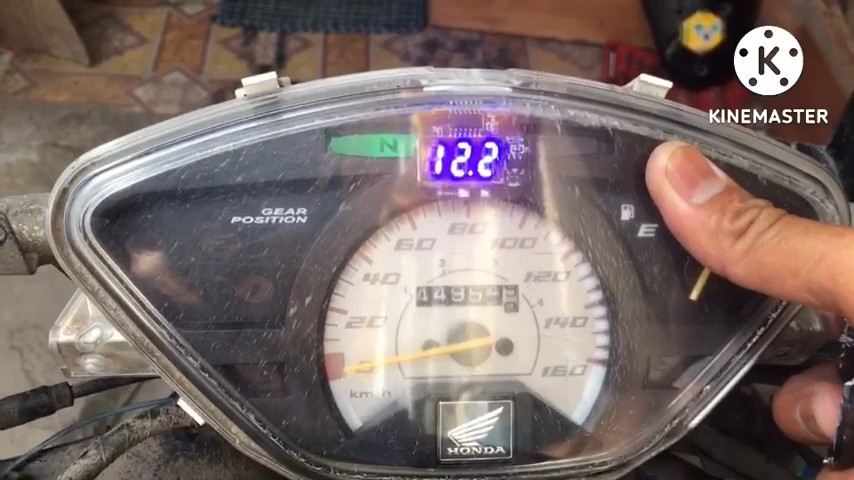 KINEMASTER
N
12.2
GEAR
POSITION
E
80
60
100
40
120
20
140
160
km/h
HONDA